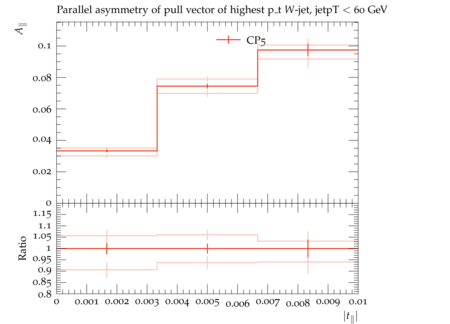 Parallel asymmetry of pull vector of highest p_t W-jet, jetpT < 60 GeV
A∥
CP5
0.1
0.08
0.06
0.04
0.02
0
Ratio
1.15
1.1
1.05
1
0.95
0.9
0.85
0.8
0 0.001 0.002 0.003 0.004 0.005 0.006 0.007 0.008 0.009 0.01
|t∥|